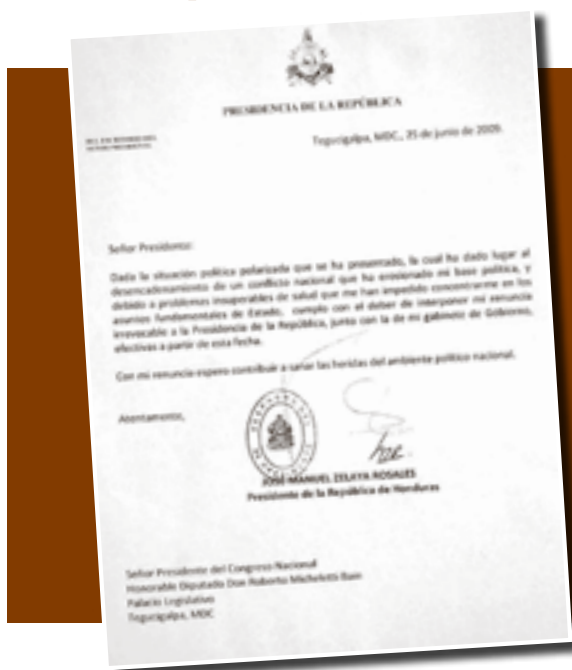 PRESIDENCIA DE LA REPÚBLICA
Tegucigalpa, MDC., 25 de junio de 2009.
Señor Presidente:
Dada la situación política polarizada que se ha presentado, la cual ha dado lugar al
desencadenamiento de un conflicto nacional que ha erosionado mi base política, y
debido a problemas insuperables de salud que me han impedido concentrarme en los
asuntos fundamentales de Estado, cumplo con el deber de interponer mi renuncia
irrevocable a la Presidencia de la República, junto con la de mi gabinete de Gobierno,
efectivas a partir de esta fecha.
Con mi renuncia espero contribuir a sanar las heridas del ambiente político nacional.
Atentamente,
JOSÉ MANUEL ZELAYA ROSALES
Presidente de la República de Honduras
Señor Presidente del Congreso Nacional
Honorable Diputado Don Roberto Micheletti Bain
Palacio Legislativo
Tegucigalpa, MDC